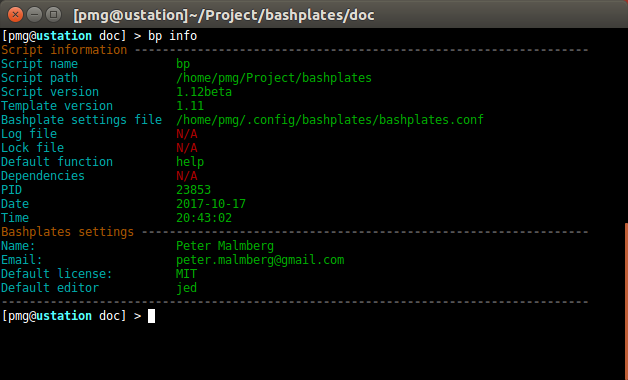 [pmg@ustation]~/Project/bashplates/doc
[pmg@ustation doc] > bp info
Script information -----------------------------------------------------------------
Script name              bp
Script path              /home/pmg/Project/bashplates
Script version           1.12beta
Template version         1.11
Bashplate settings file  /home/pmg/.config/bashplates/bashplates.conf
Log file                 N/A
Lock file                N/A
Default function         help
Dependencies             N/A
PID                      23853
Date                     2017-10-17
Time                     20:43:02
Bashplates settings ----------------------------------------------------------------
Name:                    Peter Malmberg
Email:                   peter.malmberg@gmail.com
Default license:         MIT
Default editor           jed
------------------------------------------------------------------------------------
[pmg@ustation doc] >